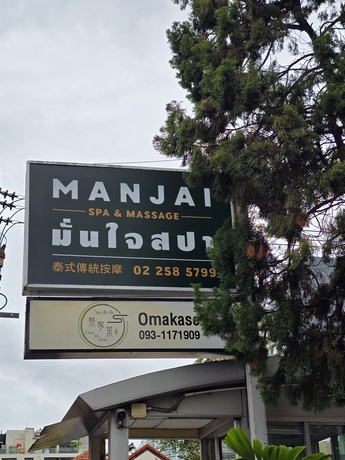 MANJAI
SPA & MASSAGE
มั่นใจสปา
泰式傳統按摩 02 258 5799
Omakase
093-1171909